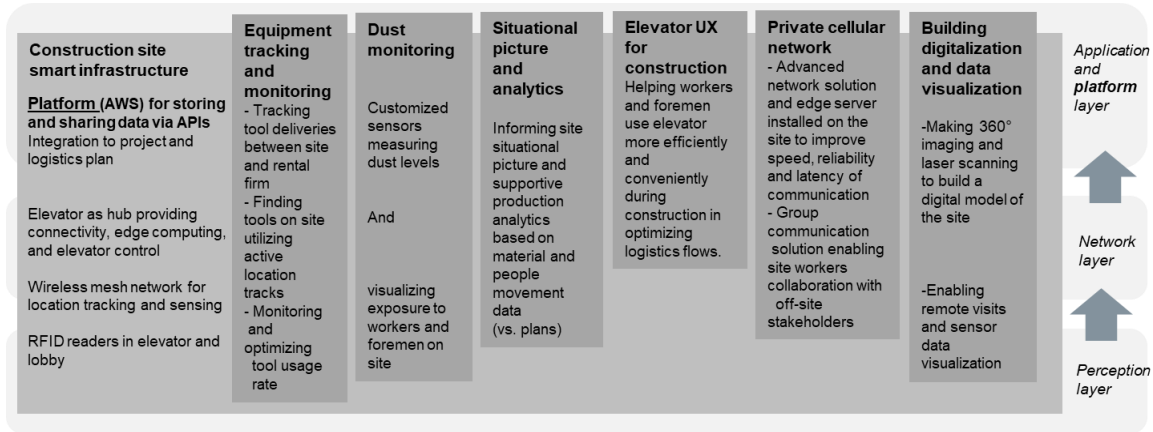 Construction site
smart infrastructure
Platform (AWS) for storing
and sharing data via APIs
Integration to project and
logistics plan
Elevator as hub providing
connectivity, edge computing,
and elevator control
Wireless mesh network for
location tracking and sensing
RFID readers in elevator and
lobby
Equipment
tracking
and
monitoring
- Tracking
tool deliveries
between site
and rental
firm
- Finding
tools on site
utilizing
active
location
tracks
- Monitoring
and
optimizing
tool usage
rate
Dust
monitoring
Customized
sensors
measuring
dust levels
And
visualizing
exposure to
workers and
foremen on
site
Situational
picture
and
analytics
Informing site
situational
picture and
supportive
production
analytics
based on
material and
people
movement
data
(vs. plans)
Elevator UX
for
construction
Helping workers
and foremen
use elevator
more efficiently
and
conveniently
during
construction in
optimizing
logistics flows.
Private cellular
network
- Advanced
network solution
and edge server
installed on the
site to improve
speed, reliability
and latency of
communication
- Group
communication
solution enabling
site workers
collaboration with
off-site
stakeholders
Building
digitalization
and data
visualization
-Making 360°
imaging and
laser scanning
to build a
digital model of
the site
-Enabling
remote visits
and sensor
data
visualization
Application
and platform
layer
Network
layer
Perception
layer